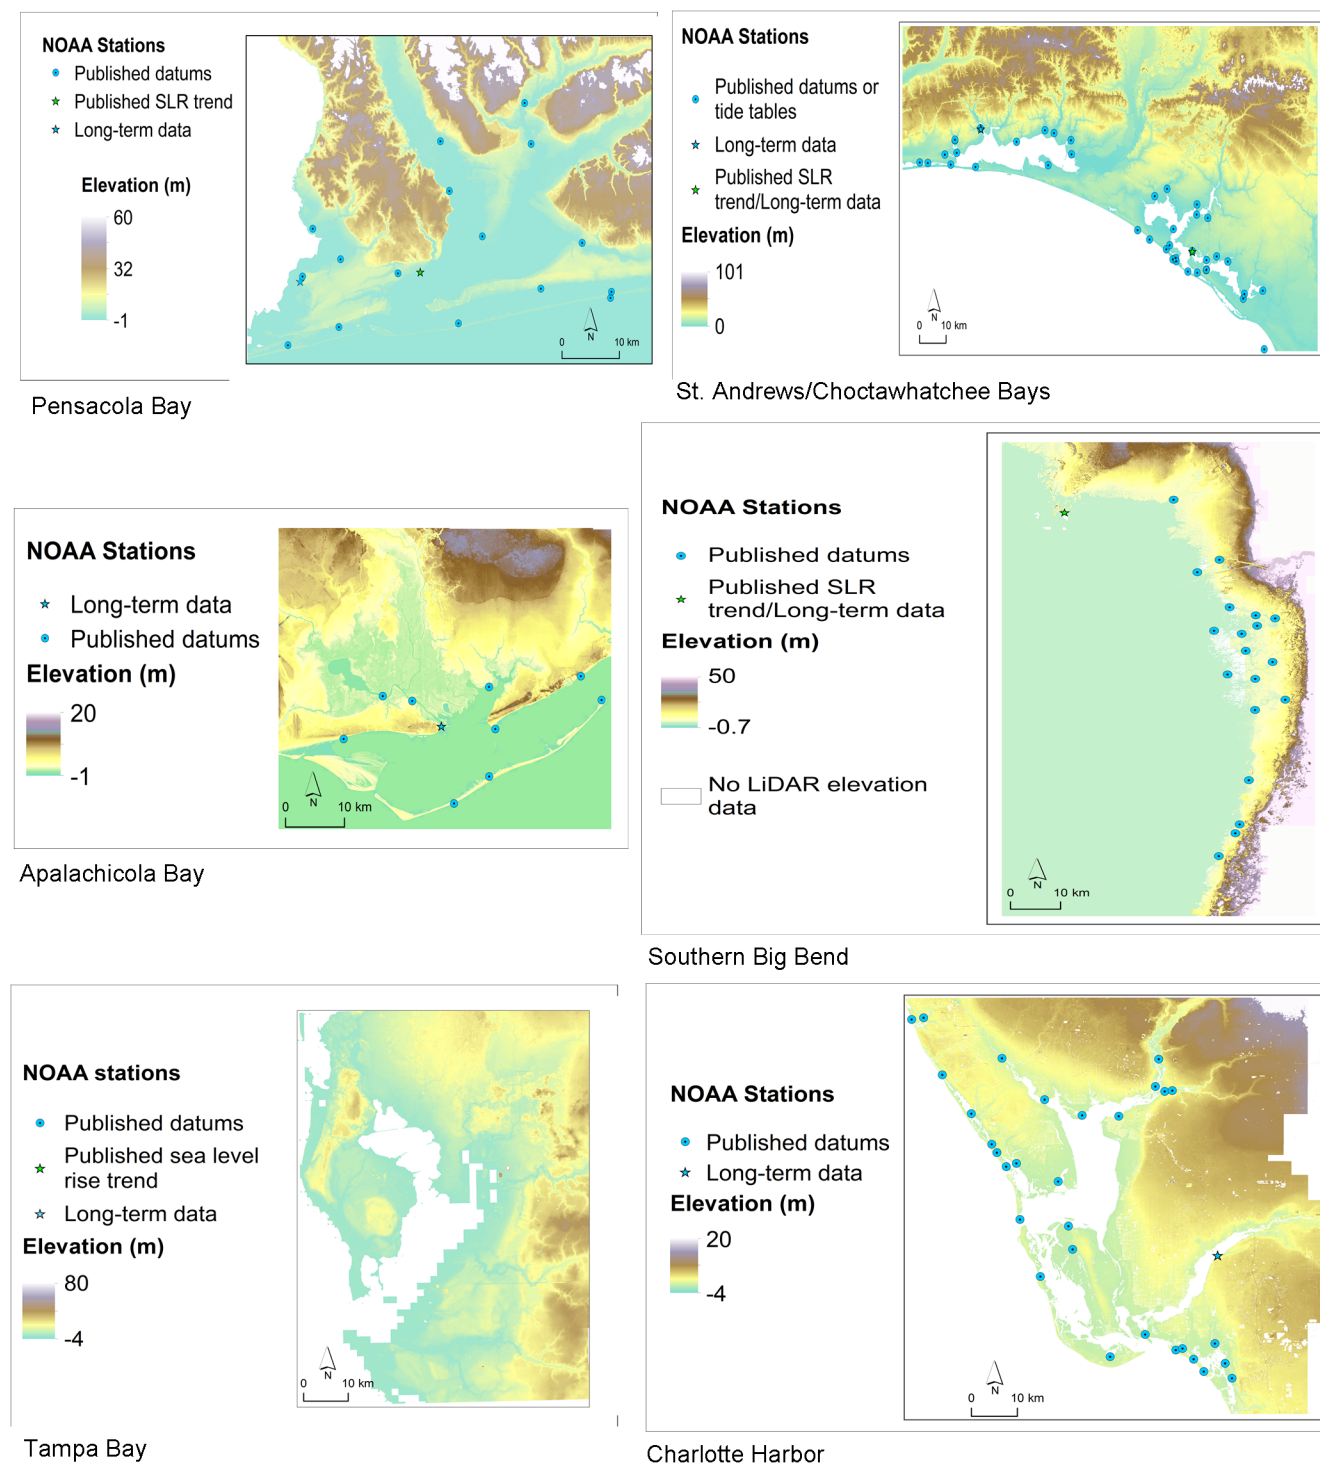 NOAA Stations
Published datums
Published SLR trend
Long-term data
Elevation (m)
60
32
-1
N
0 10 km
Pensacola Bay
NOAA Stations
Published datums or
tide tables
Long-term data
Published SLR
trend/Long-term data
Elevation (m)
101
0
N
0 10 km
St. Andrews/Choctawhatchee Bays
NOAA Stations
Long-term data
Published datums
Elevation (m)
20
-1
N
0 10 km
Apalachicola Bay
NOAA Stations
Published datums
Published SLR
trend/Long-term data
Elevation (m)
50
-0.7
No LiDAR elevation
data
N
0 10 km
Southern Big Bend
NOAA stations
Published datums
Published sea level
rise trend
Long-term data
Elevation (m)
80
-4
N
0 10 km
Tampa Bay
NOAA Stations
Published datums
Long-term data
Elevation (m)
20
-4
N
0 10 km
Charlotte Harbor